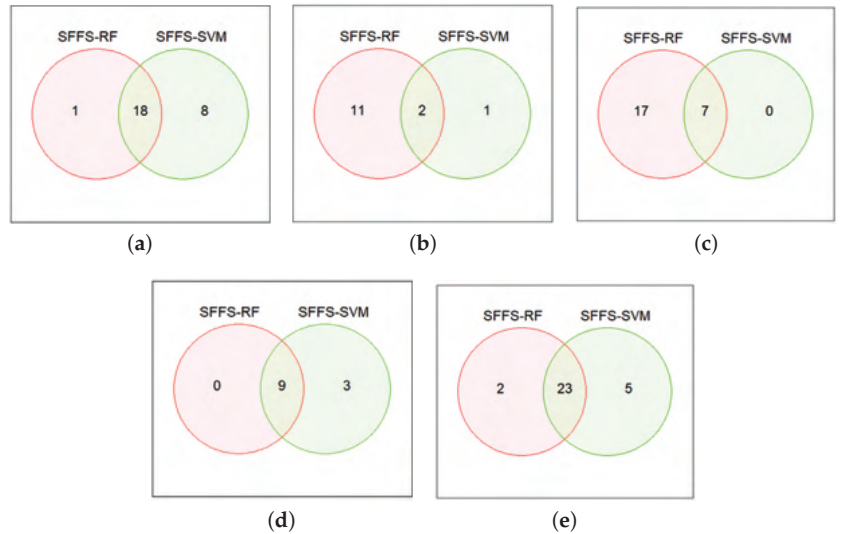 SFFS-RF SFFS-SVM
1 18 8
(a)
SFFS-RF SFFS-SVM
11 2 1
(b)
SFFS-RF SFFS-SVM
17 7 0
(c)
SFFS-RF SFFS-SVM
0 9 3
(d)
SFFS-RF SFFS-SVM
2 23 5
(e)